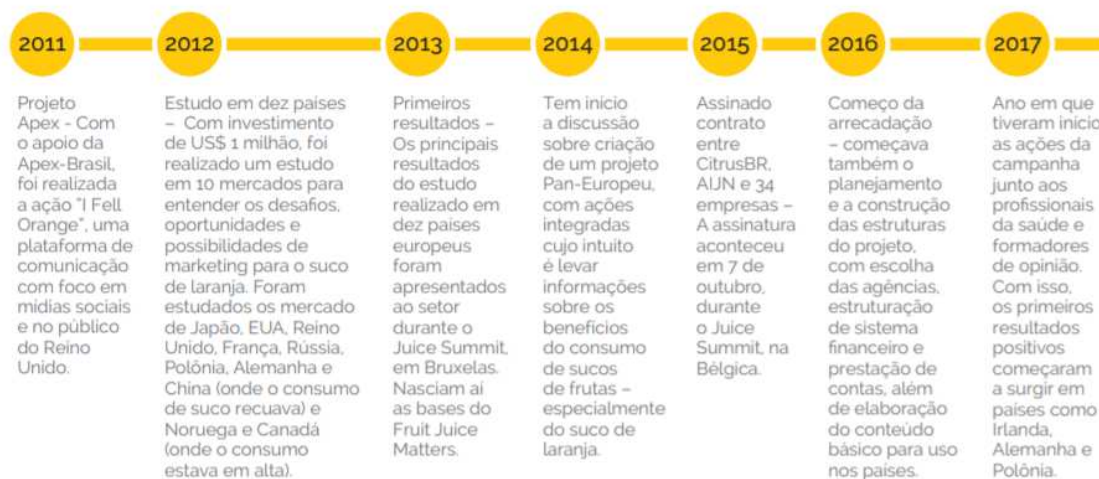 2011
Projeto
Apex - Com
o apoio da
Apex-Brasil,
foi realizada
a ação "I Fell
Orange", uma
plataforma de
comunicação
com foco em
mídias sociais
e no público
do Reino
Unido.
2012
Estudo em dez países
– Com investimento
de US$ 1 milhão, foi
realizado um estudo
em 10 mercados para
entender os desafios,
oportunidades e
possibilidades de
marketing para o suco
de laranja. Foram
estudados os mercado
de Japão, EUA, Reino
Unido, França, Rússia,
Polônia, Alemanha e
China (onde o consumo
de suco recuava) e
Noruega e Canadá
(onde o consumo
estava em alta).
2013
Primeiros
resultados –
Os principais
resultados
do estudo
realizado em
dez países
europeus
foram
apresentados
ao setor
durante o
Juice Summit,
em Bruxelas.
Nasciam aí
as bases do
Fruit Juice
Matters.
2014
Tem início
a discussão
sobre criação
de um projeto
Pan-Europeu,
com ações
integradas
cujo intuito
é levar
informações
sobre os
benefícios
do consumo
de sucos
de frutas –
especialmente
do suco de
laranja.
2015
Assinado
contrato
entre
CitrusBR,
AIJN e 34
empresas –
A assinatura
aconteceu
em 7 de
outubro,
durante
o Juice
Summit, na
Bélgica.
2016
Começo da
arrecadação
– começava
também o
planejamento
e a construção
das estruturas
do projeto,
com escolha
das agências,
estruturação
de sistema
financeiro e
prestação de
contas, além
de elaboração
do conteúdo
básico para uso
nos países.
2017
Ano em que
tiveram início
as ações da
campanha
junto aos
profissionais
da saúde e
formadores
de opinião.
Com isso,
os primeiros
resultados
positivos
começaram
a surgir em
países como
Irlanda,
Alemanha e
Polônia.